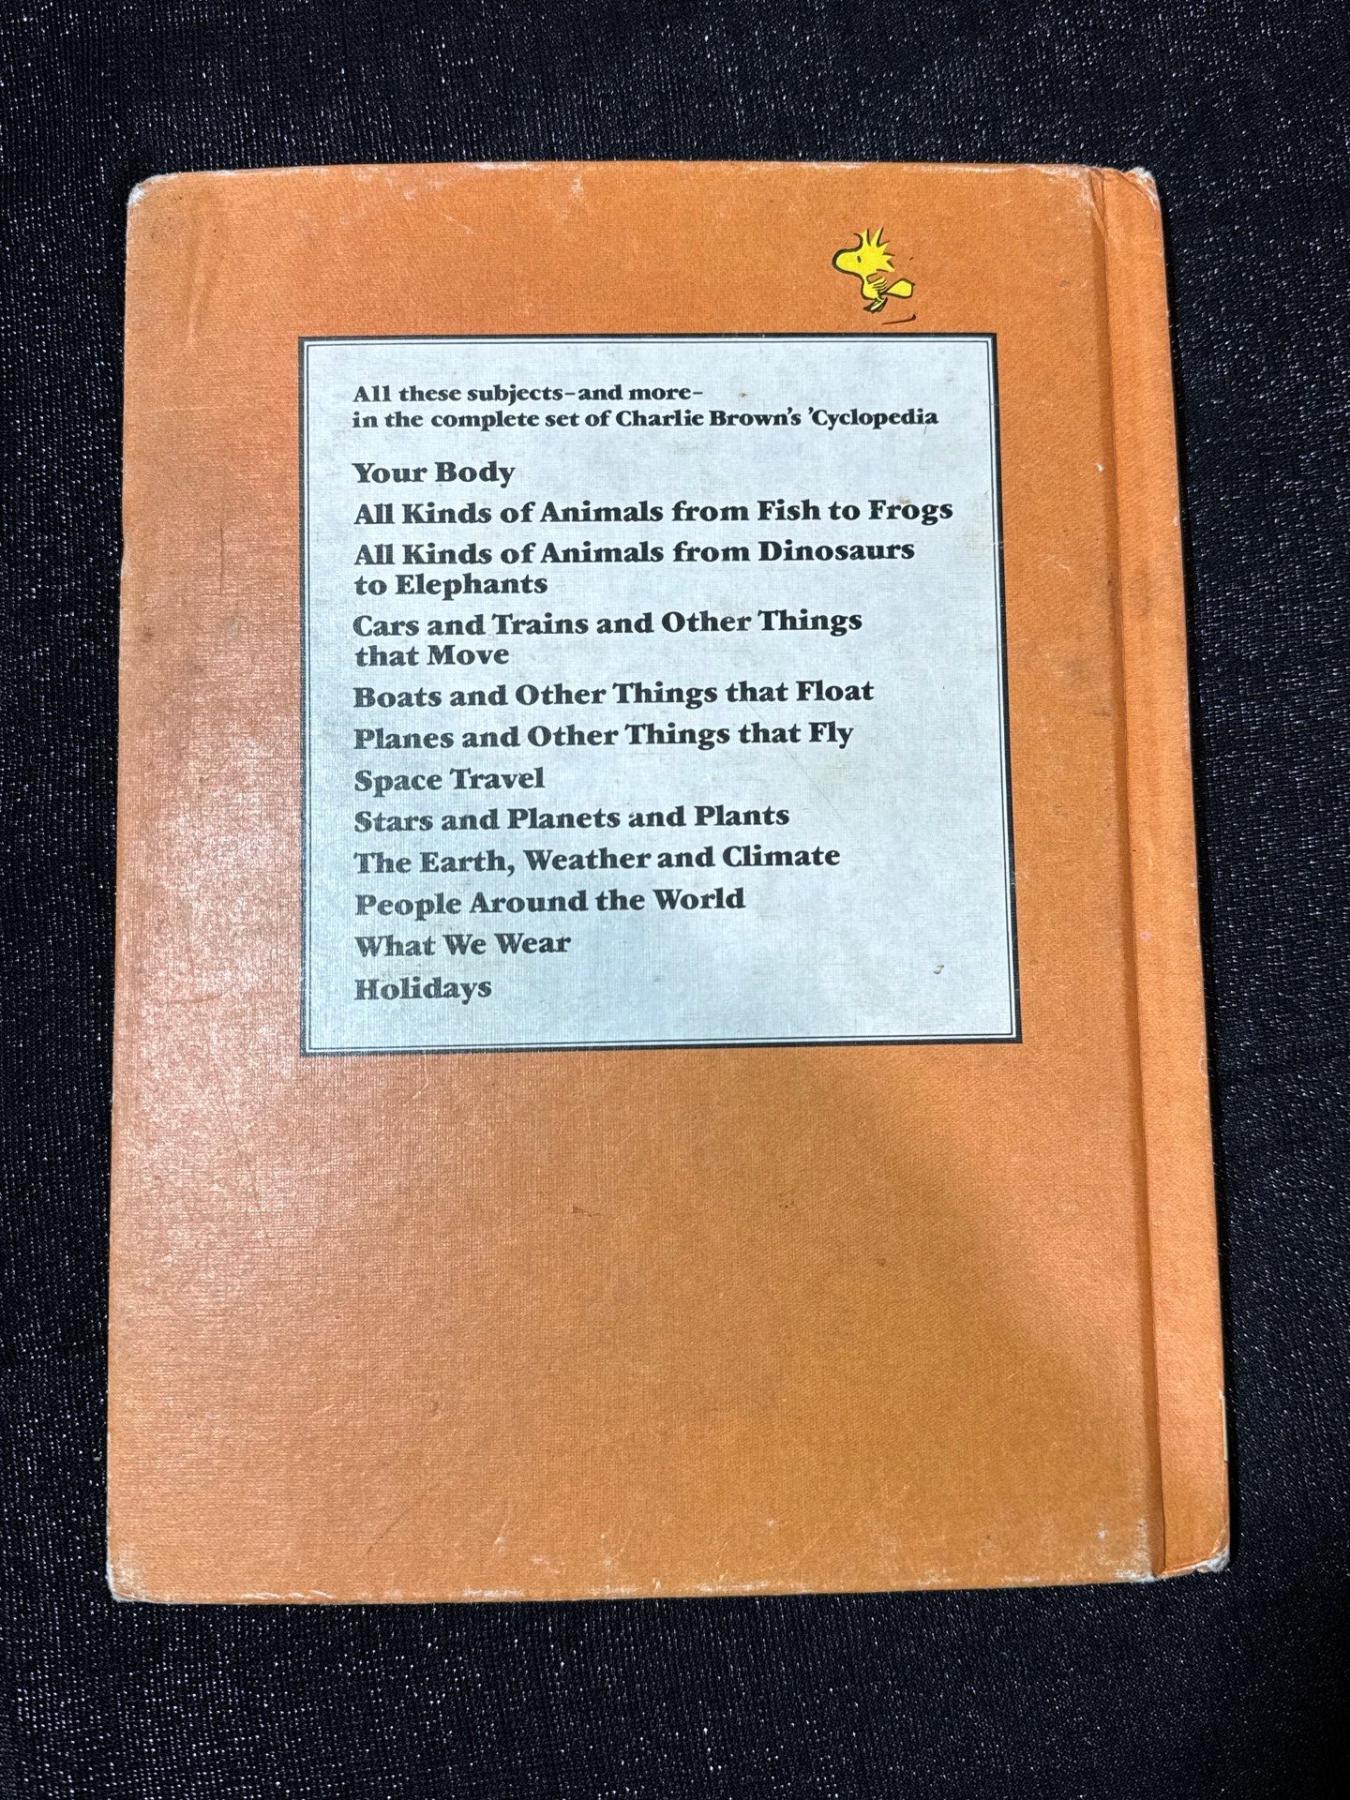 All these subjects–and more–
in the complete set of Charlie Brown's 'Cyclopedia
Your Body
All Kinds of Animals from Fish to Frogs
All Kinds of Animals from Dinosaurs
to Elephants
Cars and Trains and Other Things
that Move
Boats and Other Things that Float
Planes and Other Things that Fly
Space Travel
Stars and Planets and Plants
The Earth, Weather and Climate
People Around the World
What We Wear
Holidays